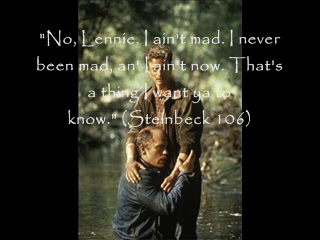 "No, Lennie. I ain't mad. I never
been mad, an' I ain't now. That's
a thing I want ya to
know." (Steinbeck 106)